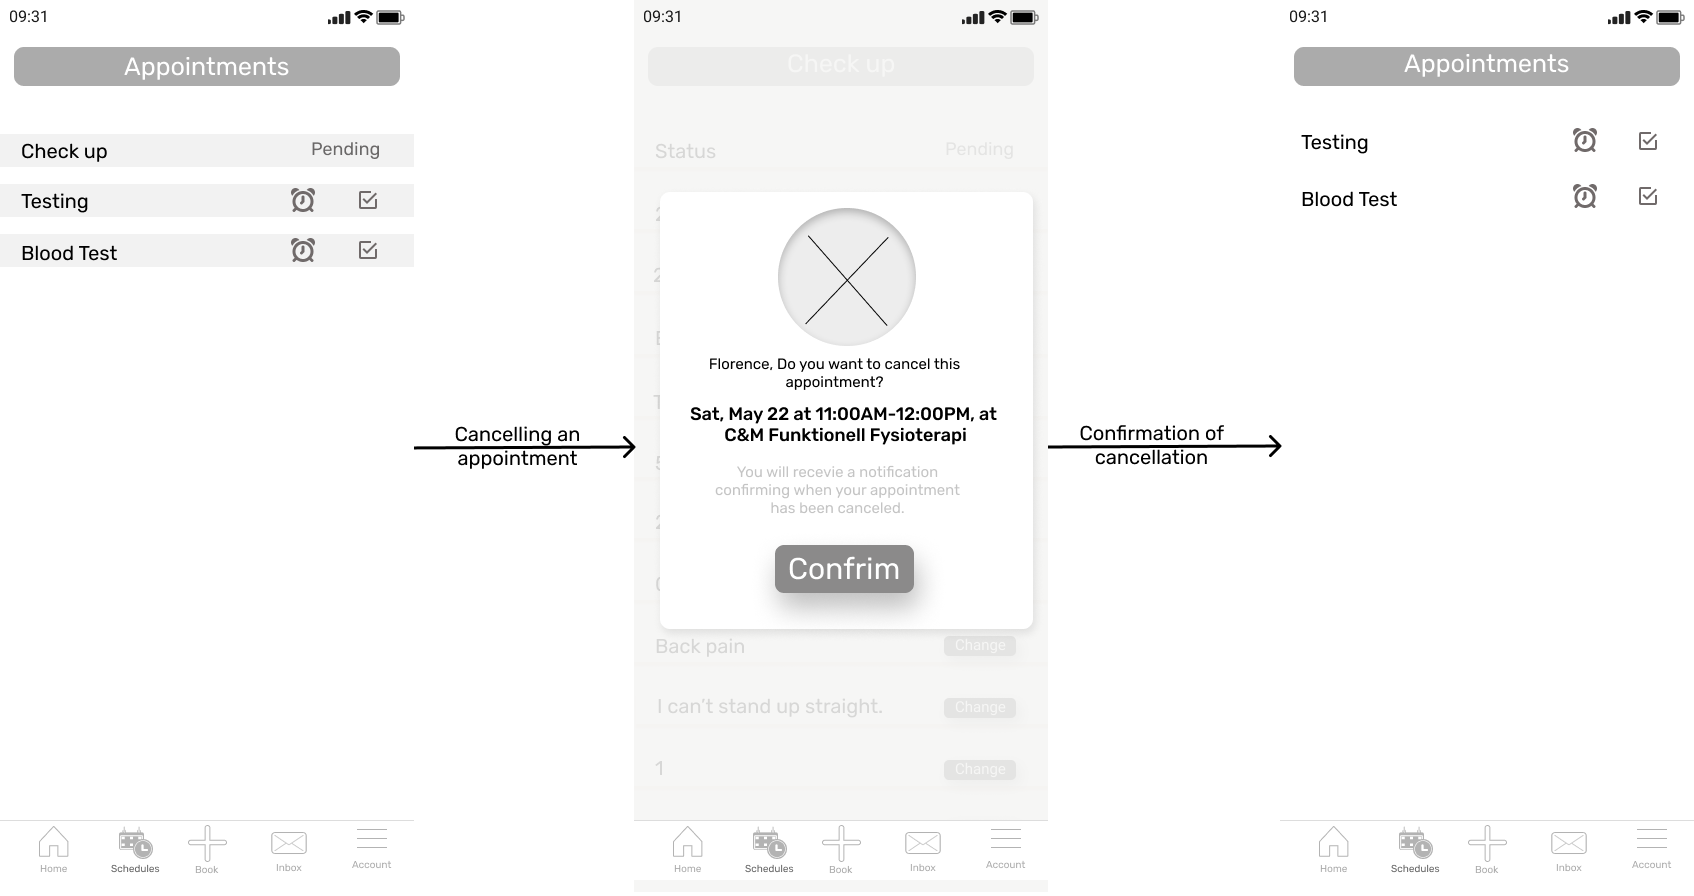 09:31
Appointments
Check up
Pending
Testing
Blood Test
Home
Schedules
Book
Inbox
Account
Cancelling an
appointment
09:31
Check up
Status
Pending
Florence, Do you want to cancel this
appointment?
Sat, May 22 at 11:00AM-12:00PM, at
C&M Funktionell Fysioterapi
You will recevie a notification
confirming when your appointment
has been canceled.
Confrim
Back pain
Change
I can't stand up straight.
Change
1
Change
Home
Schedules
Book
Inbox
Account
Confirmation of
cancellation
09:31
Appointments
Testing
Blood Test
Home
Schedules
Book
Inbox
Account